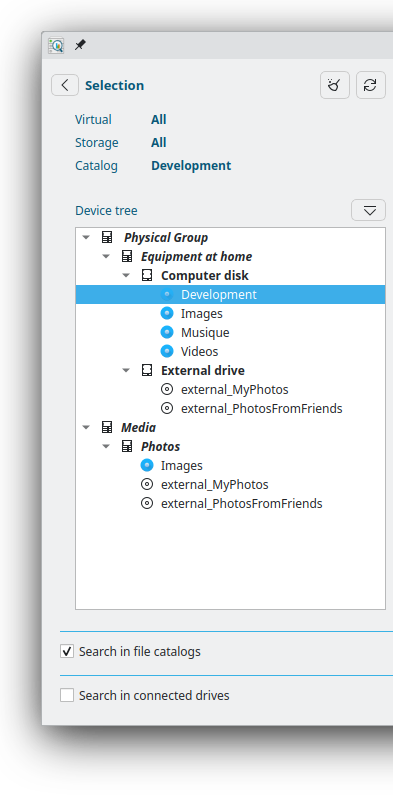 Selection
Virtual All
Storage All
Catalog Development
Device tree
Physical Group
Equipment at home
Computer disk
Development
Images
Musique
Videos
External drive
external_MyPhotos
external_PhotosFromFriends
Media
Photos
Images
external_MyPhotos
external_PhotosFromFriends
Search in file catalogs
Search in connected drives